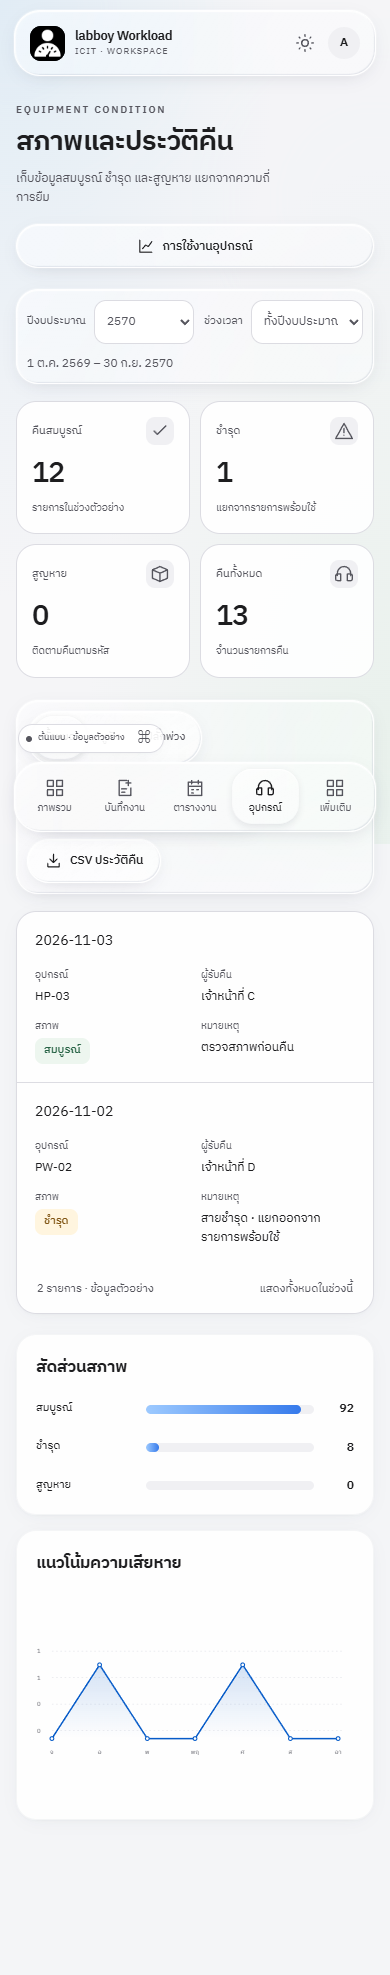 labboy Workload
ICIT · WORKSPACE
A
EQUIPMENT CONDITION
สภาพและประวัติคืน
เก็บข้อมูลสมบูรณ์ ชำรุด และสูญหาย แยกจากความถี่
การยืม
การใช้งานอุปกรณ์
ปีงบประมาณ 2570 ช่วงเวลา ทั้งปีงบประมาณ
1 ต.ค. 2569 – 30 ก.ย. 2570
คืนสมบูรณ์
12
รายการในช่วงตัวอย่าง
ชำรุด
1
แยกจากรายการพร้อมใช้
สูญหาย
0
ติดตามคืนตามรหัส
คืนทั้งหมด
13
จำนวนรายการคืน
ต้นแบบ · ข้อมูลตัวอย่าง ⌘
ภาพรวม บันทึกงาน ตารางงาน อุปกรณ์ เพิ่มเติม
CSV ประวัติคืน
2026-11-03
อุปกรณ์ ผู้รับคืน
HP-03 เจ้าหน้าที่ C
สภาพ หมายเหตุ
สมบูรณ์ ตรวจสภาพก่อนคืน
2026-11-02
อุปกรณ์ ผู้รับคืน
PW-02 เจ้าหน้าที่ D
สภาพ หมายเหตุ
ชำรุด สายชำรุด · แยกออกจาก
รายการพร้อมใช้
2 รายการ · ข้อมูลตัวอย่าง แสดงทั้งหมดในช่วงนี้
สัดส่วนสภาพ
สมบูรณ์ 92
ชำรุด 8
สูญหาย 0
แนวโน้มความเสียหาย
1
1
0
0
จ อ พ พฤ ศ ส อา